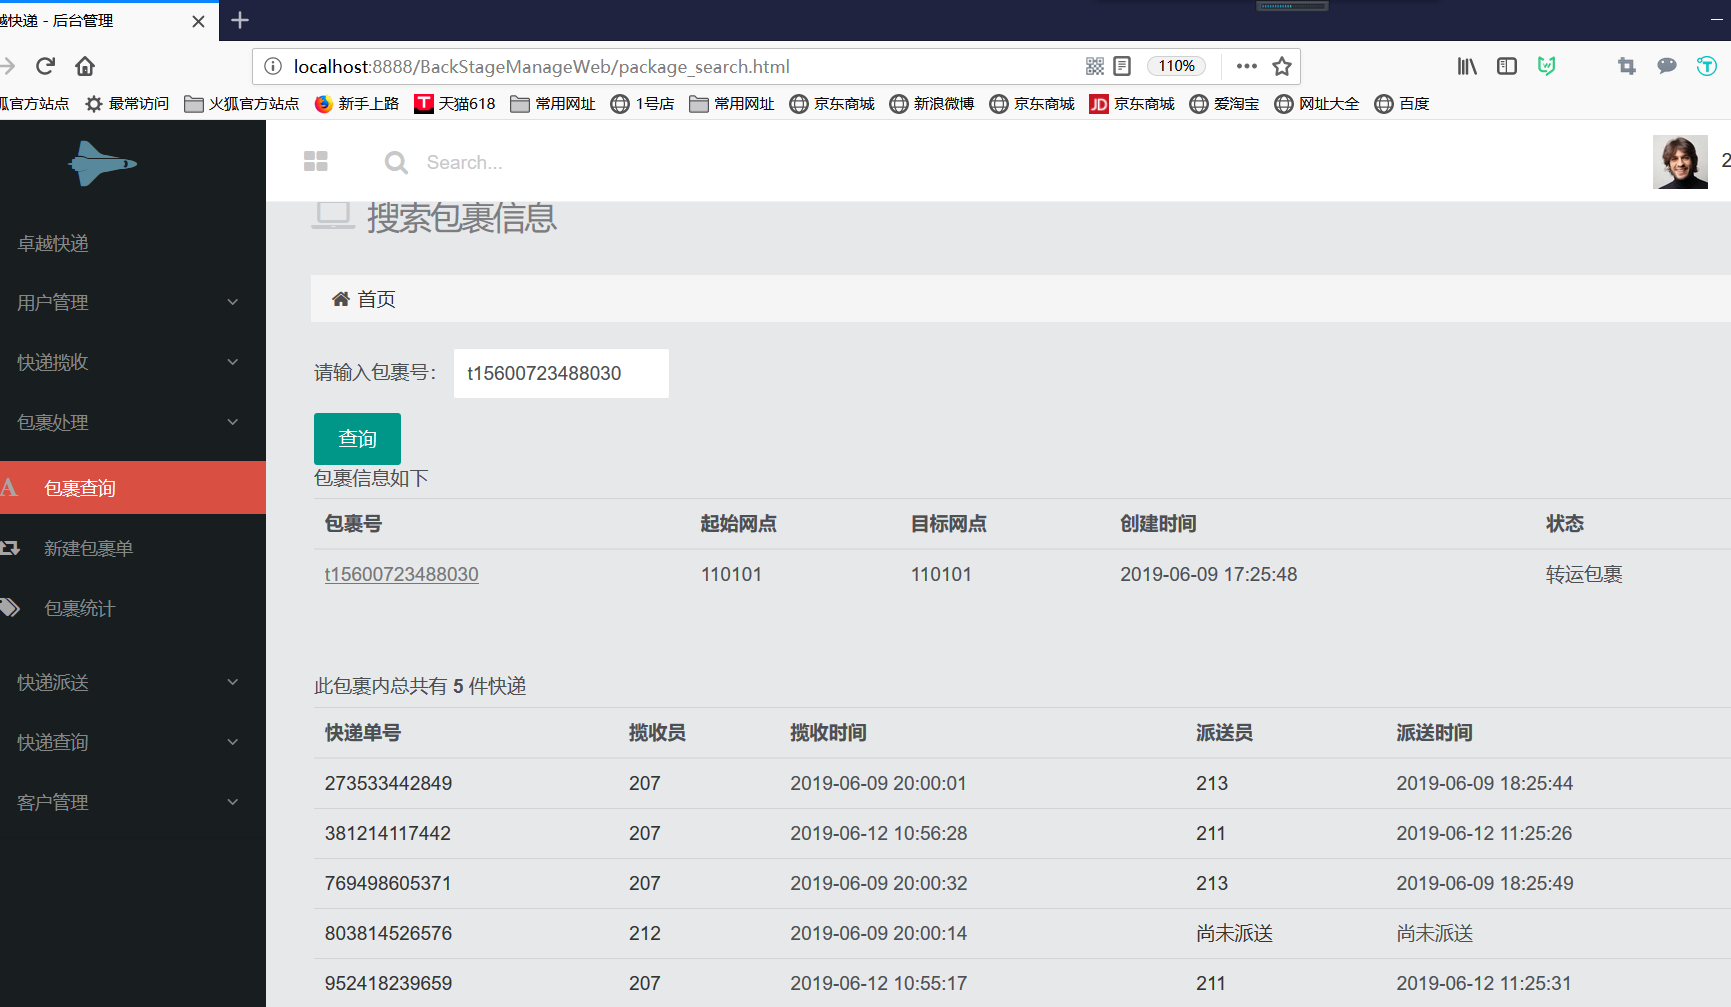 越快递 - 后台管理
localhost:8888/BackStageManageWeb/package_search.html 110%
狐官方站点 最常访问 火狐官方站点 新手上路 天猫618 常用网址 1号店 常用网址 京东商城 新浪微博 京东商城 JD 京东商城 爱淘宝 网址大全 百度
Search...
2
卓越快递
用户管理
快递揽收
包裹处理
包裹查询
新建包裹单
包裹统计
快递派送
快递查询
客户管理
搜索包裹信息
首页
请输入包裹号： t15600723488030
查询
包裹信息如下
包裹号 起始网点 目标网点 创建时间 状态
t15600723488030 110101 110101 2019-06-09 17:25:48 转运包裹
此包裹内总共有 5 件快递
快递单号 揽收员 揽收时间 派送员 派送时间
273533442849 207 2019-06-09 20:00:01 213 2019-06-09 18:25:44
381214117442 207 2019-06-12 10:56:28 211 2019-06-12 11:25:26
769498605371 207 2019-06-09 20:00:32 213 2019-06-09 18:25:49
803814526576 212 2019-06-09 20:00:14 尚未派送 尚未派送
952418239659 207 2019-06-12 10:55:17 211 2019-06-12 11:25:31